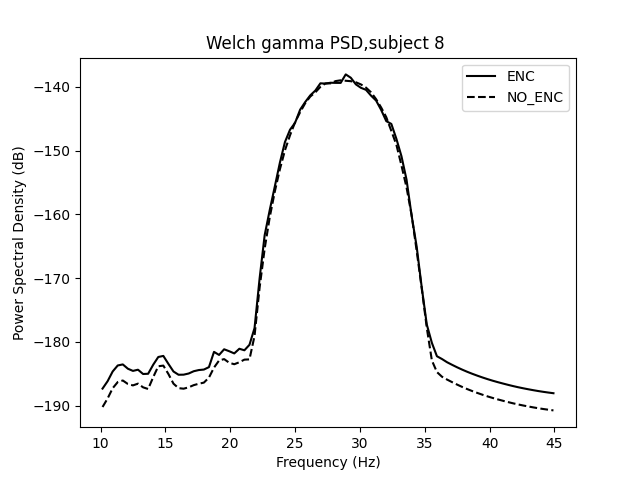 Welch gamma PSD,subject 8
ENC
NO_ENC
Power Spectral Density (dB)
−140
−150
−160
−170
−180
−190
10 15 20 25 30 35 40 45
Frequency (Hz)